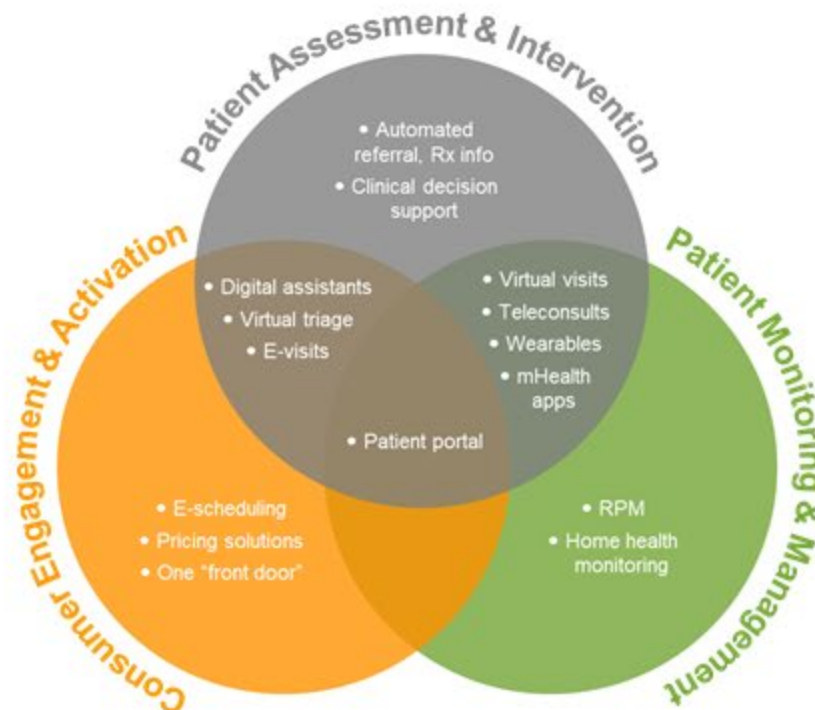 Patient Assessment & Intervention
• Automated
referral, Rx info
• Clinical decision
support
Consumer Engagement & Activation
Patient Monitoring & Management
• Digital assistants
• Virtual triage
• E-visits
• Virtual visits
• Teleconsults
• Wearables
• mHealth
apps
• Patient portal
• E-scheduling
• Pricing solutions
• One “front door”
• RPM
• Home health
monitoring